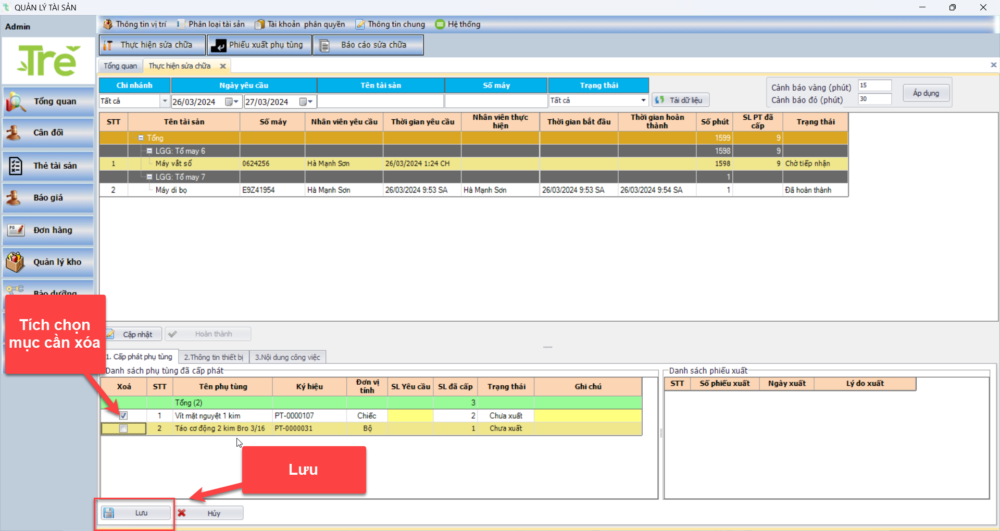 QUẢN LÝ TÀI SẢN
Admin
Thông tin vị trí Phân loại tài sản Tài khoản phân quyền Thông tin chung Hệ thống
Thực hiện sửa chữa Phiếu xuất phụ tùng Báo cáo sửa chữa
Tre
Tổng quan Thực hiện sửa chữa
Chi nhánh Ngày yêu cầu Tên tài sản Số máy Trạng thái
Tất cả 26/03/2024 27/03/2024 Tất cả Tải dữ liệu
Cảnh báo vàng (phút) 15
Cảnh báo đỏ (phút) 30
Áp dụng
Tổng quan
Cân đối
Thẻ tài sản
Báo giá
Đơn hàng
Quản lý kho
Bảo dưỡng
STT Tên tài sản Số máy Nhân viên yêu cầu Thời gian yêu cầu Nhân viên thực hiện Thời gian bắt đầu Thời gian hoàn thành Số phút SL PT đã cấp Trạng thái
Tổng 1599 9
LGG: Tổ may 6 1598 9
1 Máy vắt sổ 0624256 Hà Mạnh Sơn 26/03/2024 1:24 CH 1598 9 Chờ tiếp nhận
LGG: Tổ may 7 1
2 Máy di bọ E9Z41954 Hà Mạnh Sơn 26/03/2024 9:53 SA Hà Mạnh Sơn 26/03/2024 9:53 SA 26/03/2024 9:54 SA 1 Đã hoàn thành
Tích chọn
mục cần xóa
Cập nhật Hoàn thành
1. Cấp phát phụ tùng 2.Thông tin thiết bị 3.Nội dung công việc
Danh sách phụ tùng đã cấp phát
Xoá STT Tên phụ tùng Ký hiệu Đơn vị tính SL Yêu cầu SL đã cấp Trạng thái Ghi chú
Tổng (2) 3
1 Vít mặt nguyệt 1 kim PT-0000107 Chiếc 2 Chưa xuất
2 Táo cơ động 2 kim Bro 3/16 PT-0000031 Bộ 1 Chưa xuất
Danh sách phiếu xuất
STT Số phiếu xuất Ngày xuất Lý do xuất
Lưu
Lưu Hủy